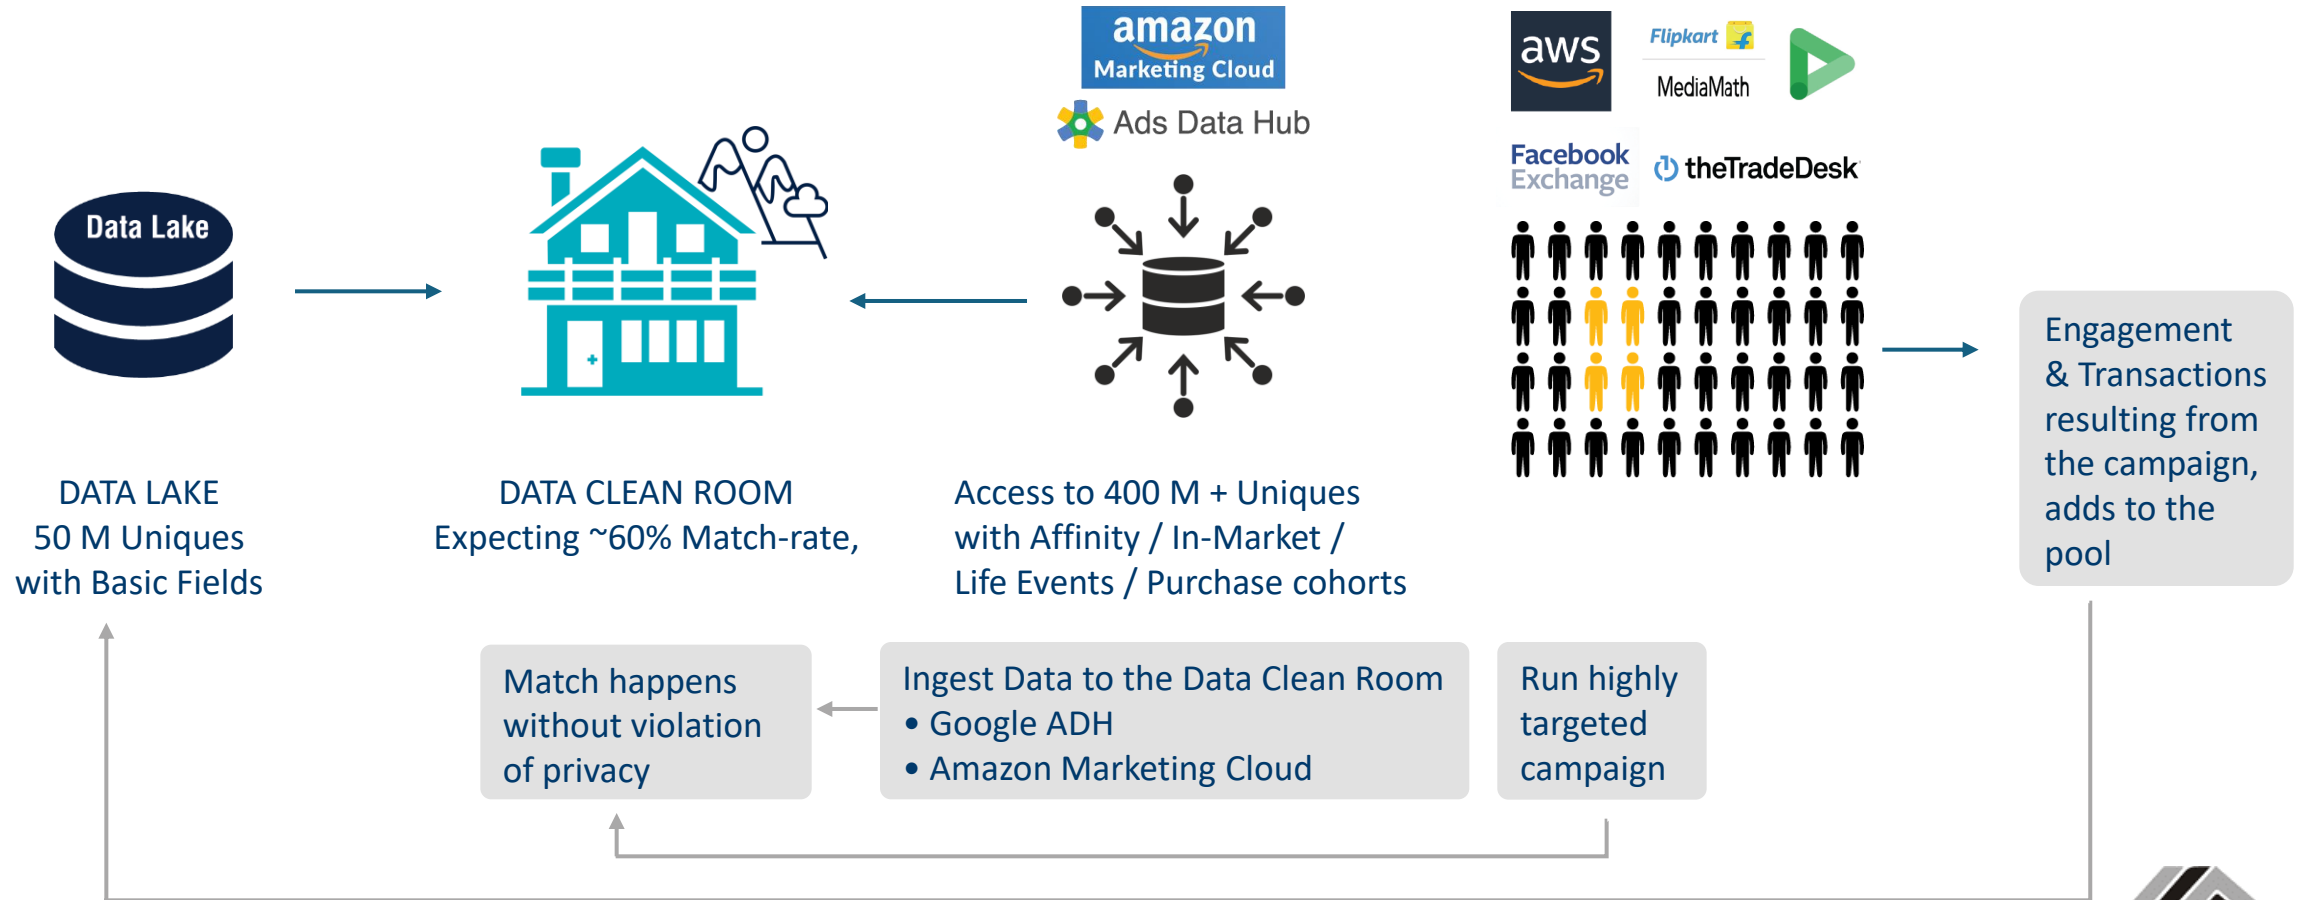 amazon
Marketing Cloud
Ads Data Hub
aws
Flipkart
MediaMath
Facebook
Exchange
theTradeDesk
Data Lake
DATA LAKE
50 M Uniques
with Basic Fields
DATA CLEAN ROOM
Expecting ~60% Match-rate,
Access to 400 M + Uniques
with Affinity / In-Market /
Life Events / Purchase cohorts
Engagement
& Transactions
resulting from
the campaign,
adds to the
pool
Match happens
without violation
of privacy
Ingest Data to the Data Clean Room
• Google ADH
• Amazon Marketing Cloud
Run highly
targeted
campaign